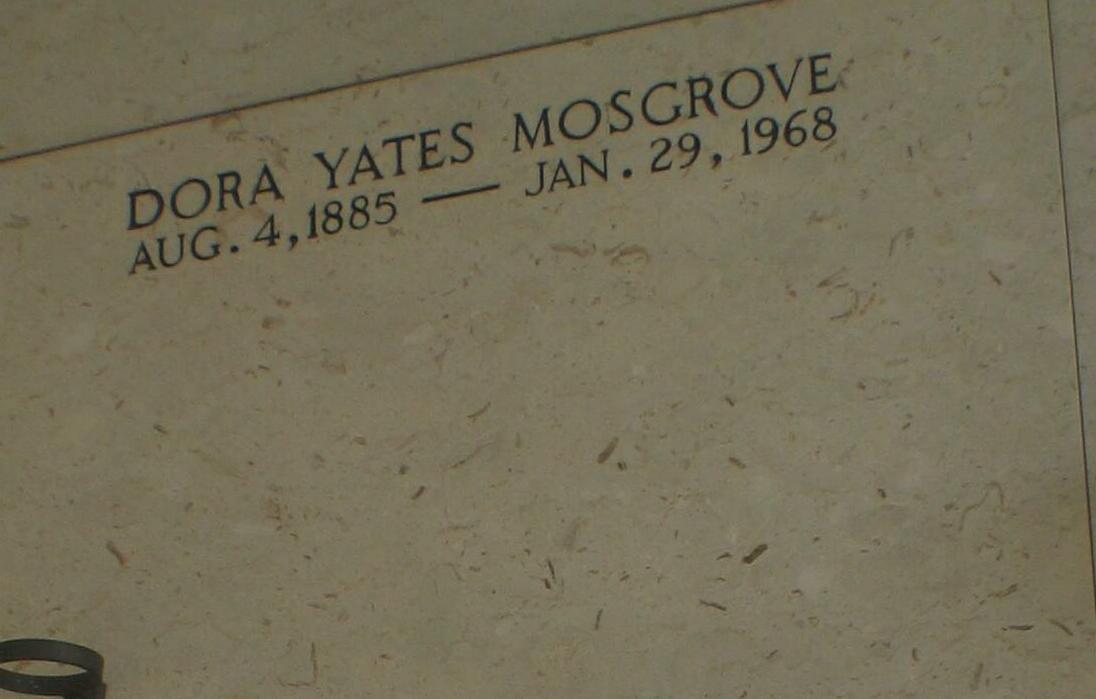 DORA YATES MOSGROVE
AUG. 4, 1885 — JAN. 29, 1968